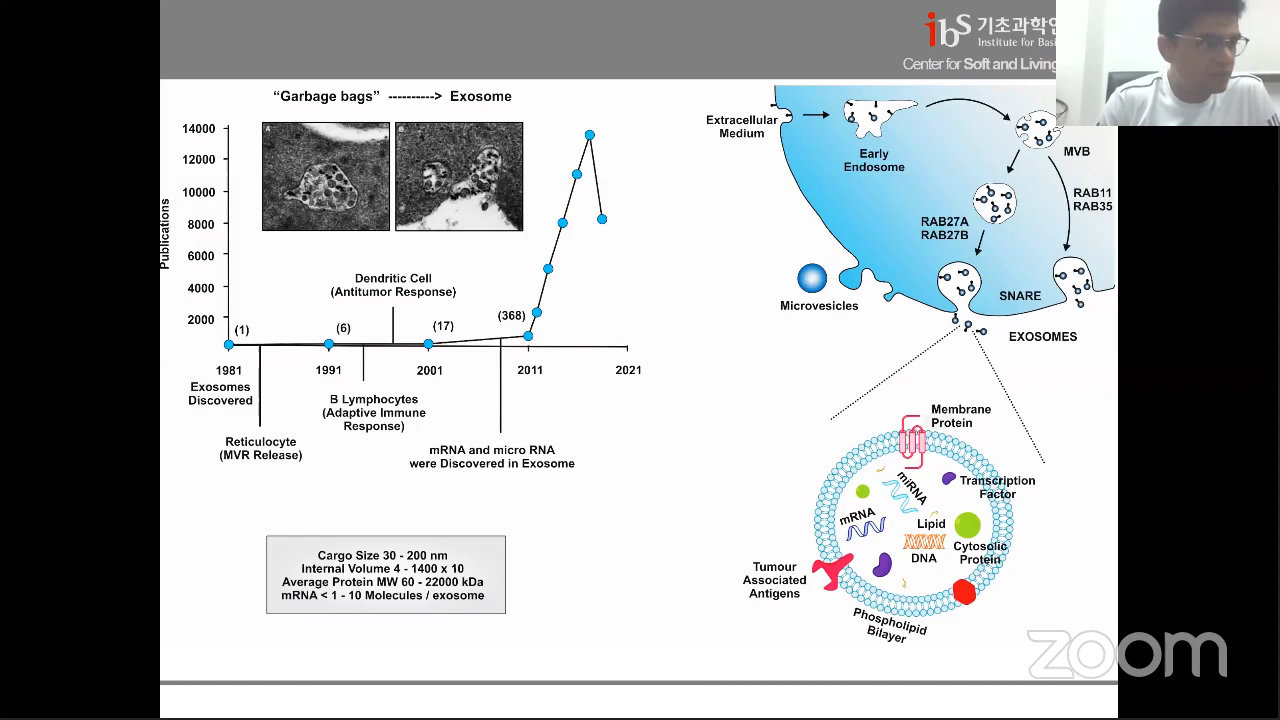 ibs 기초과학연
Institute for Basi
Center for Soft and Living
"Garbage bags" ----------> Exosome
14000
12000
10000
8000
6000
4000
2000
Publications
A
B
Dendritic Cell
(Antitumor Response)
(1)
(6)
(17)
(368)
1981
1991
2001
2011
2021
Exosomes
Discovered
B Lymphocytes
(Adaptive Immune
Response)
Reticulocyte
(MVR Release)
mRNA and micro RNA
were Discovered in Exosome
Cargo Size 30 - 200 nm
Internal Volume 4 - 1400 x 10
Average Protein MW 60 - 22000 kDa
mRNA < 1 - 10 Molecules / exosome
Extracellular
Medium
Early
Endosome
MVB
RAB11
RAB35
RAB27A
RAB27B
SNARE
Microvesicles
EXOSOMES
Membrane
Protein
miRNA
Transcription
Factor
mRNA
Lipid
DNA
Cytosolic
Protein
Tumour
Associated
Antigens
Phospholipid
Bilayer
zoom